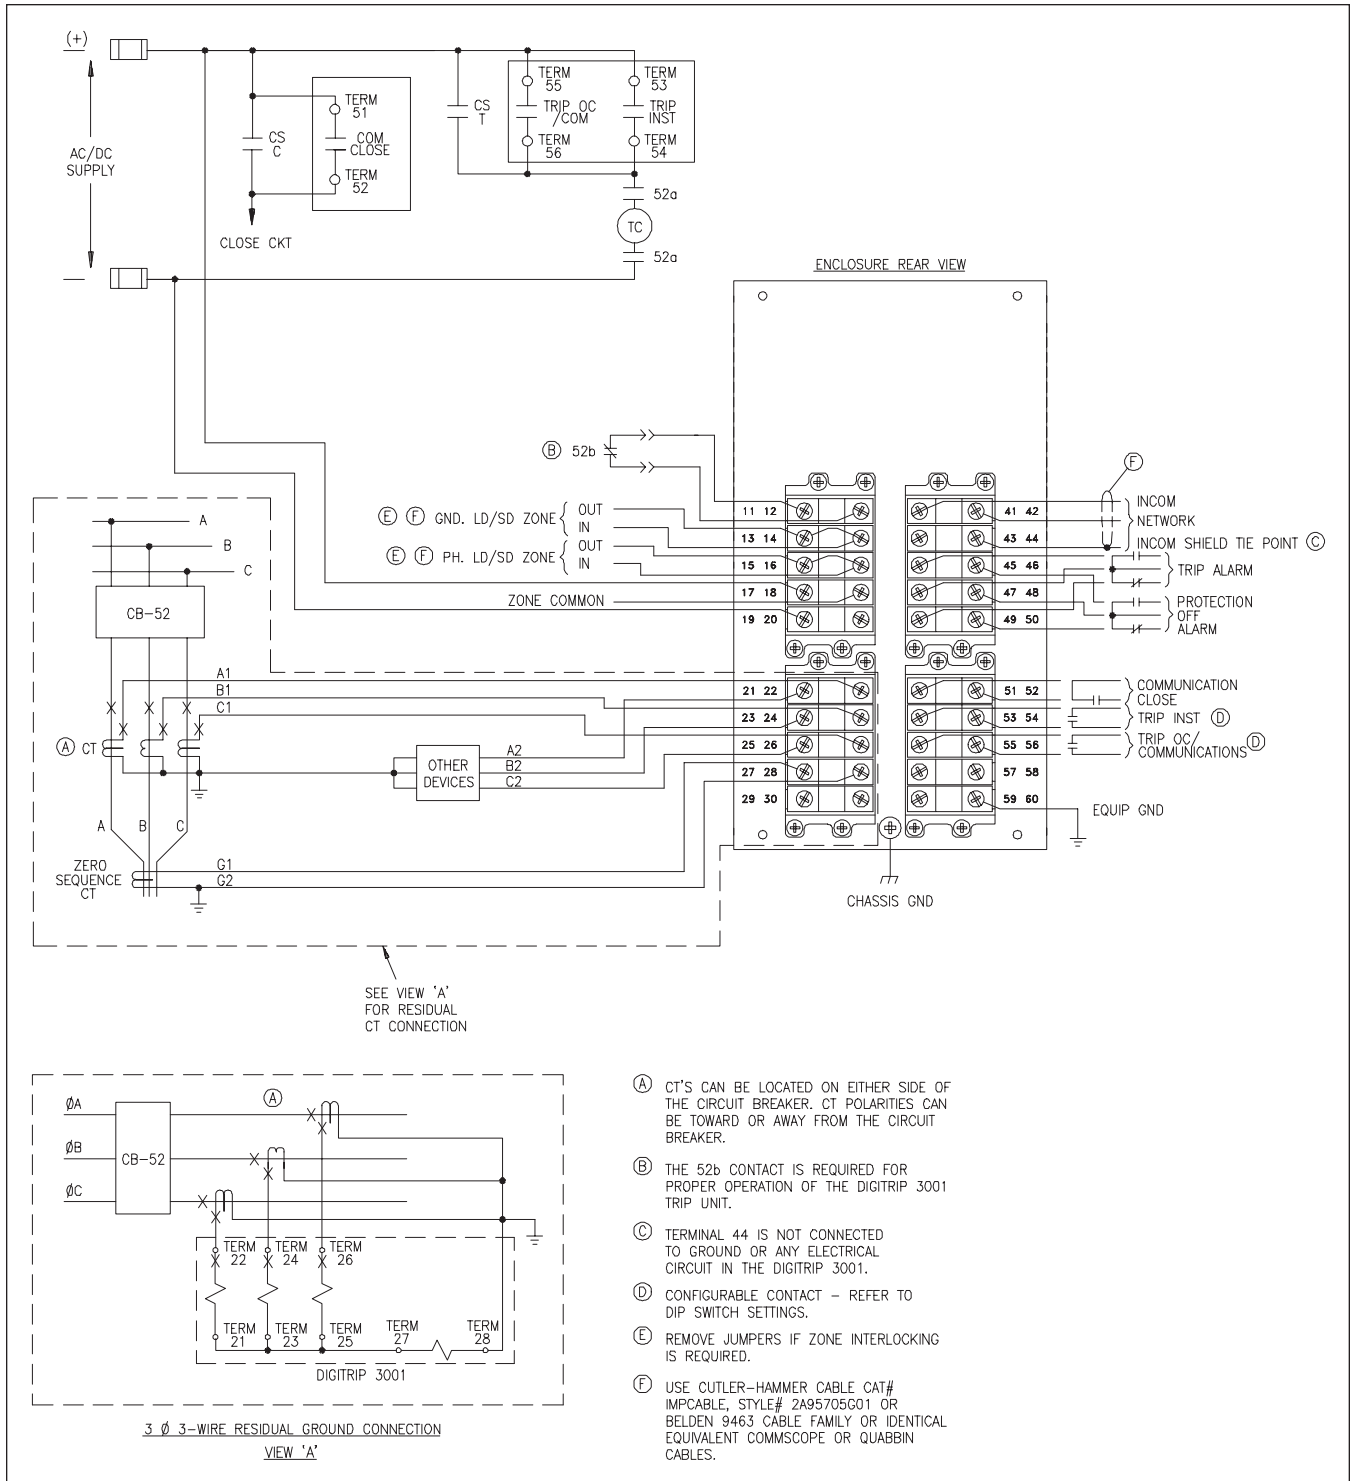 (+)
AC/DC
SUPPLY
—
CS
C
TERM
51
COM
CLOSE
TERM
52
CLOSE CKT
CS
T
TERM
55
TRIP OC
/COM
TERM
56
TERM
53
TRIP
INST
TERM
54
52a
TC
52a
ENCLOSURE REAR VIEW
B 52b
E F GND. LD/SD ZONE
OUT
IN
E F PH. LD/SD ZONE
OUT
IN
ZONE COMMON
11 12
13 14
15 16
17 18
19 20
21 22
23 24
25 26
27 28
29 30
41 42
43 44
45 46
47 48
49 50
51 52
53 54
55 56
57 58
59 60
F
INCOM
NETWORK
INCOM SHIELD TIE POINT C
TRIP ALARM
PROTECTION
OFF
ALARM
COMMUNICATION
CLOSE
TRIP INST D
TRIP OC/
COMMUNICATIONS D
EQUIP GND
CHASSIS GND
A
B
C
CB-52
A1
B1
C1
A CT
OTHER
DEVICES
A2
B2
C2
A B C
ZERO
SEQUENCE
CT
G1
G2
SEE VIEW 'A'
FOR RESIDUAL
CT CONNECTION
ØA
ØB
ØC
CB-52
A
TERM
22
TERM
24
TERM
26
TERM
21
TERM
23
TERM
25
TERM
27
TERM
28
DIGITRIP 3001
3 Ø 3-WIRE RESIDUAL GROUND CONNECTION
VIEW 'A'
A CT'S CAN BE LOCATED ON EITHER SIDE OF
THE CIRCUIT BREAKER. CT POLARITIES CAN
BE TOWARD OR AWAY FROM THE CIRCUIT
BREAKER.
B THE 52b CONTACT IS REQUIRED FOR
PROPER OPERATION OF THE DIGITRIP 3001
TRIP UNIT.
C TERMINAL 44 IS NOT CONNECTED
TO GROUND OR ANY ELECTRICAL
CIRCUIT IN THE DIGITRIP 3001.
D CONFIGURABLE CONTACT - REFER TO
DIP SWITCH SETTINGS.
E REMOVE JUMPERS IF ZONE INTERLOCKING
IS REQUIRED.
F USE CUTLER-HAMMER CABLE CAT#
IMPCABLE, STYLE# 2A95705G01 OR
BELDEN 9463 CABLE FAMILY OR IDENTICAL
EQUIVALENT COMMSCOPE OR QUABBIN
CABLES.